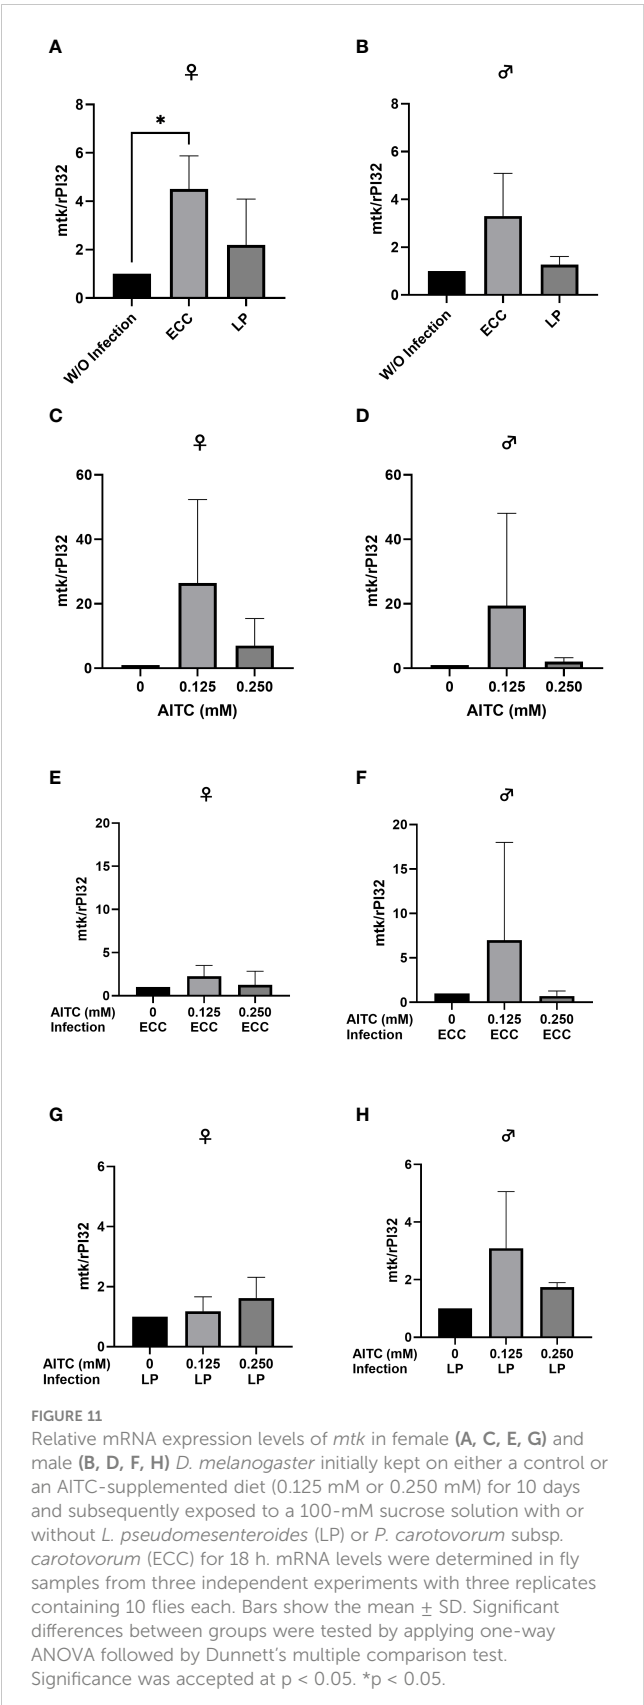 A
♀
8
6
4
2
0
mtk/rPl32
*
W/O Infection
ECC
LP
B
♂
8
6
4
2
0
mtk/rPl32
W/O Infection
ECC
LP
C
♀
60
40
20
0
mtk/rPl32
0 0.125 0.250
AITC (mM)
D
♂
60
40
20
0
mtk/rPl32
0 0.125 0.250
AITC (mM)
E
♀
20
15
10
5
0
mtk/rPl32
AITC (mM) 0 0.125 0.250
Infection ECC ECC ECC
F
♂
20
15
10
5
0
mtk/rPl32
AITC (mM) 0 0.125 0.250
Infection ECC ECC ECC
G
♀
6
4
2
0
mtk/rPl32
AITC (mM) 0 0.125 0.250
Infection LP LP LP
H
♂
6
4
2
0
mtk/rPl32
AITC (mM) 0 0.125 0.250
Infection LP LP LP
FIGURE 11
Relative mRNA expression levels of mtk in female (A, C, E, G) and
male (B, D, F, H) D. melanogaster initially kept on either a control or
an AITC-supplemented diet (0.125 mM or 0.250 mM) for 10 days
and subsequently exposed to a 100-mM sucrose solution with or
without L. pseudomesenteroides (LP) or P. carotovorum subsp.
carotovorum (ECC) for 18 h. mRNA levels were determined in fly
samples from three independent experiments with three replicates
containing 10 flies each. Bars show the mean ± SD. Significant
differences between groups were tested by applying one-way
ANOVA followed by Dunnett's multiple comparison test.
Significance was accepted at p < 0.05. *p < 0.05.